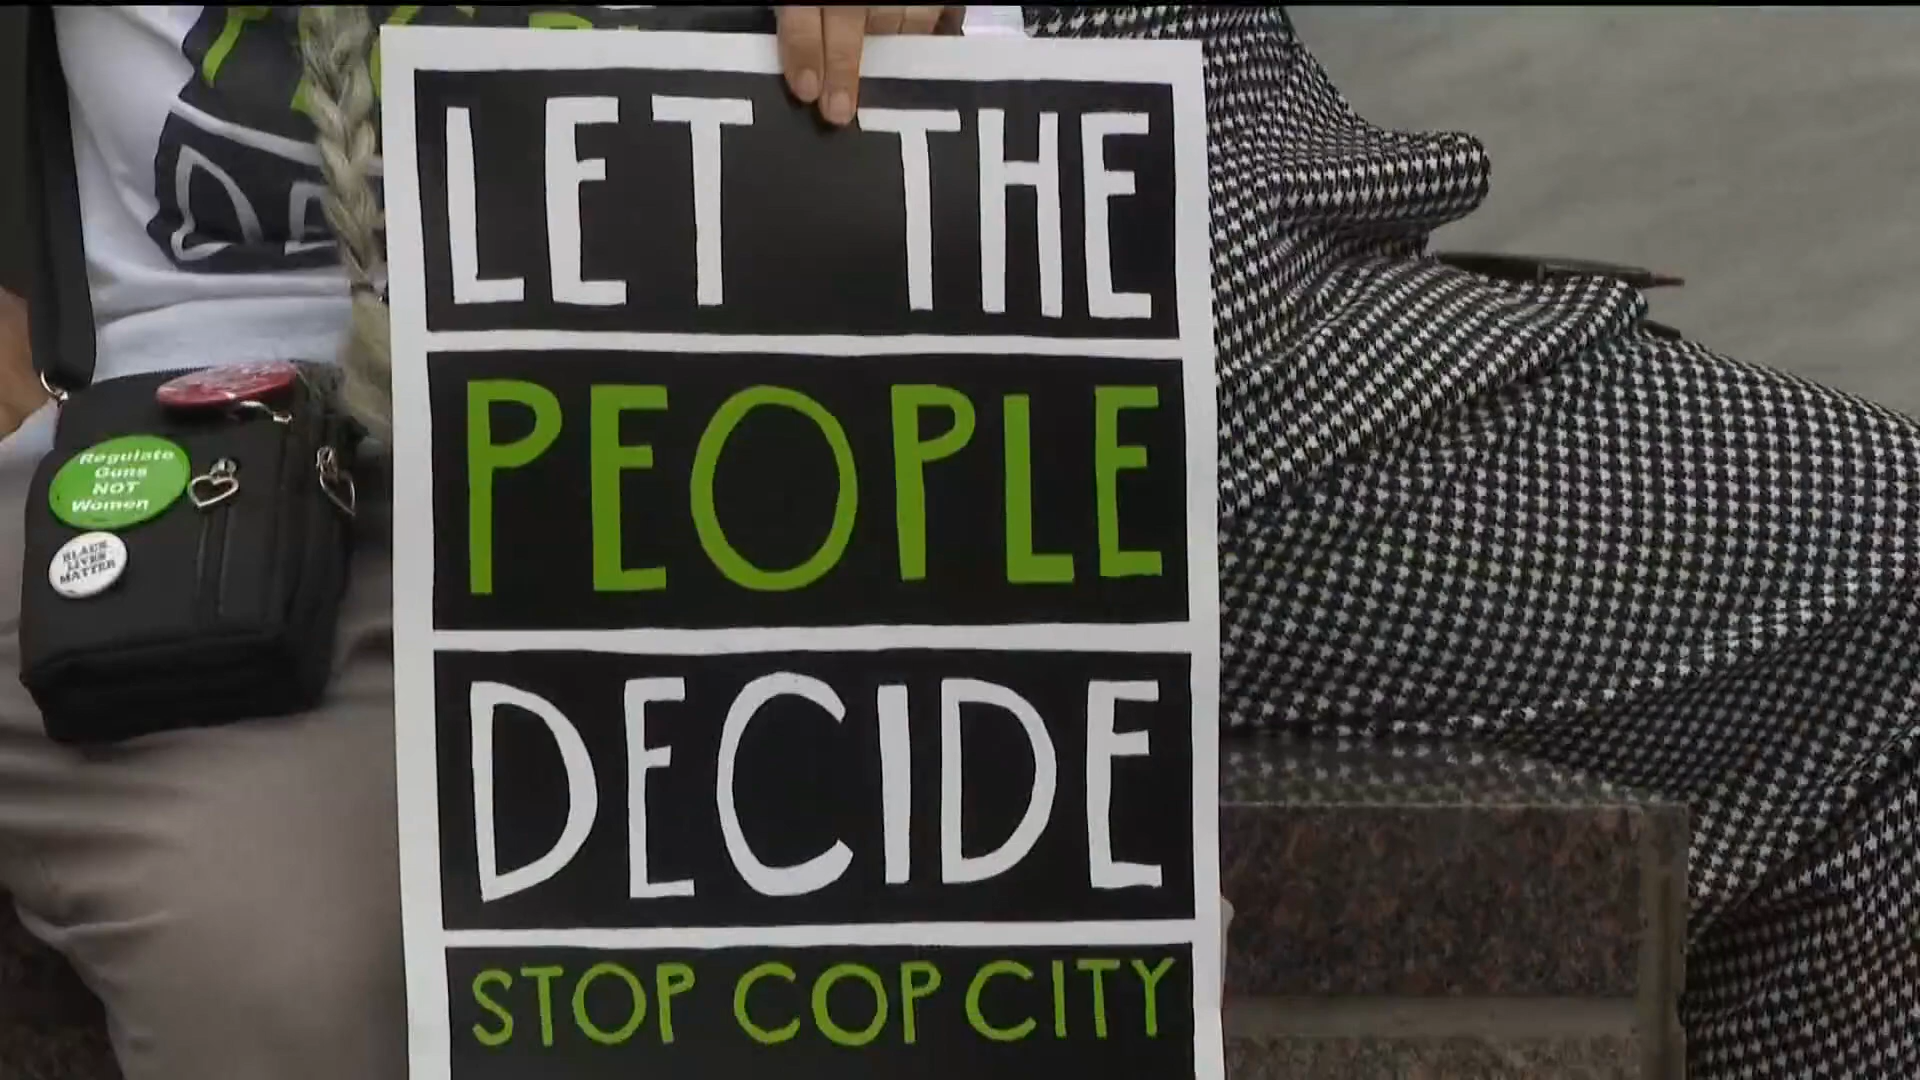 LET THE
PEOPLE
DECIDE
STOP COP CITY
Regulate
Guns
NOT
Women
BLACK
LIVES
MATTER